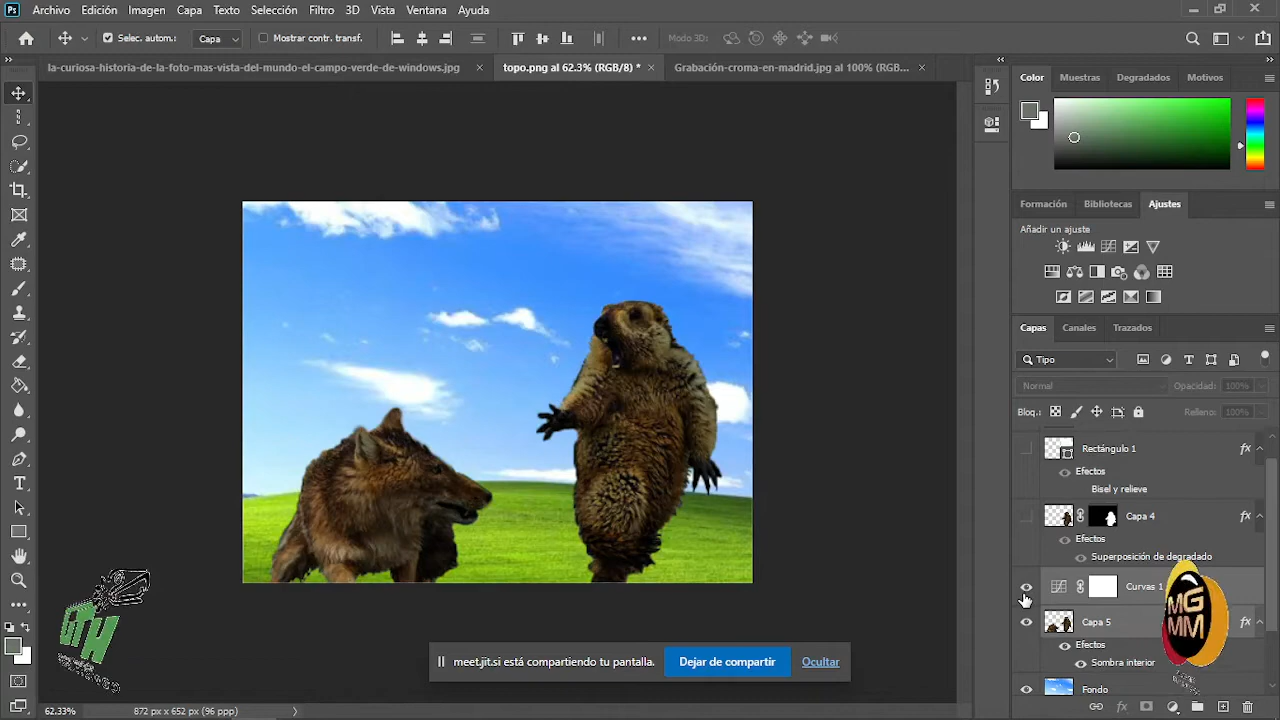 Ps Archivo Edición Imagen Capa Texto Selección Filtro 3D Vista Ventana Ayuda
Selec. autom.: Capa Mostrar contr. transf. Modo 3D:
la-curiosa-historia-de-la-foto-mas-vista-del-mundo-el-campo-verde-de-windows.jpg topo.png al 62.3% (RGB/8) * Grabación-croma-en-madrid.jpg al 100% (RGB...
Color Muestras Degradados Motivos
Formación Bibliotecas Ajustes
Añadir un ajuste
Capas Canales Trazados
Tipo
Normal Opacidad: 100%
Bloq.: Relleno: 100%
Rectángulo 1 fx
Efectos
Bisel y relieve
Capa 4 fx
Efectos
Superposición de degradado
Curvas 1
Capa 5 fx
Efectos
Sombra interior
Fondo
GTH
MG
MM
meet.jit.si está compartiendo tu pantalla. Dejar de compartir Ocultar
62.33% 872 px x 652 px (96 ppp)